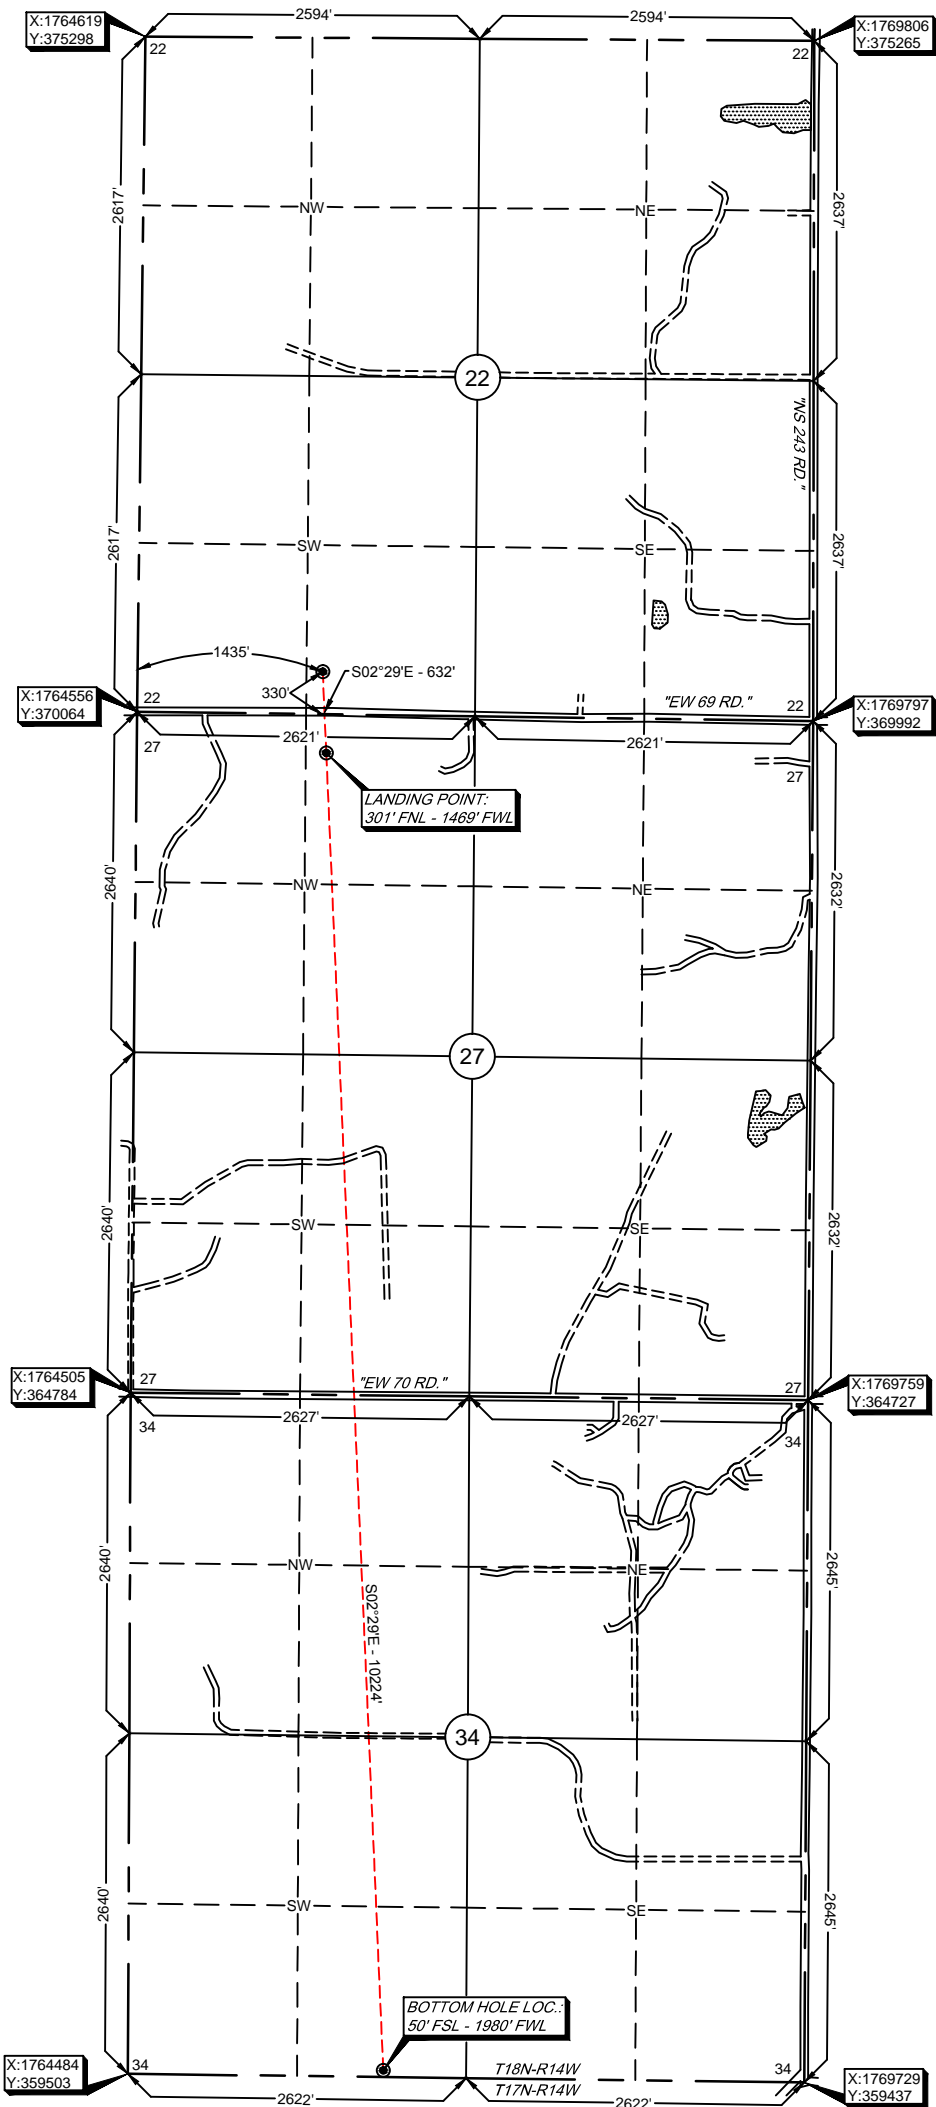 2594'
2594'
X:1764619
Y:375298
X:1769806
Y:375265
22
22
2617'
NW
NE
2637'
22
"NS 243 RD."
2617'
SW
SE
2637'
1435'
S02°29'E - 632'
330'
X:1764556
Y:370064
22
"EW 69 RD."
22
X:1769797
Y:369992
27
2621'
2621'
27
LANDING POINT:
301' FNL - 1469' FWL
2640'
NW
NE
2632'
27
2640'
SW
SE
2632'
X:1764505
Y:364784
27
"EW 70 RD."
27
X:1769759
Y:364727
34
2627'
2627'
34
2640'
NW
NE
2645'
S02°29'E - 10224'
34
2640'
SW
SE
2645'
BOTTOM HOLE LOC.:
50' FSL - 1980' FWL
X:1764484
Y:359503
34
T18N-R14W
34
X:1769729
Y:359437
T17N-R14W
2622'
2622'